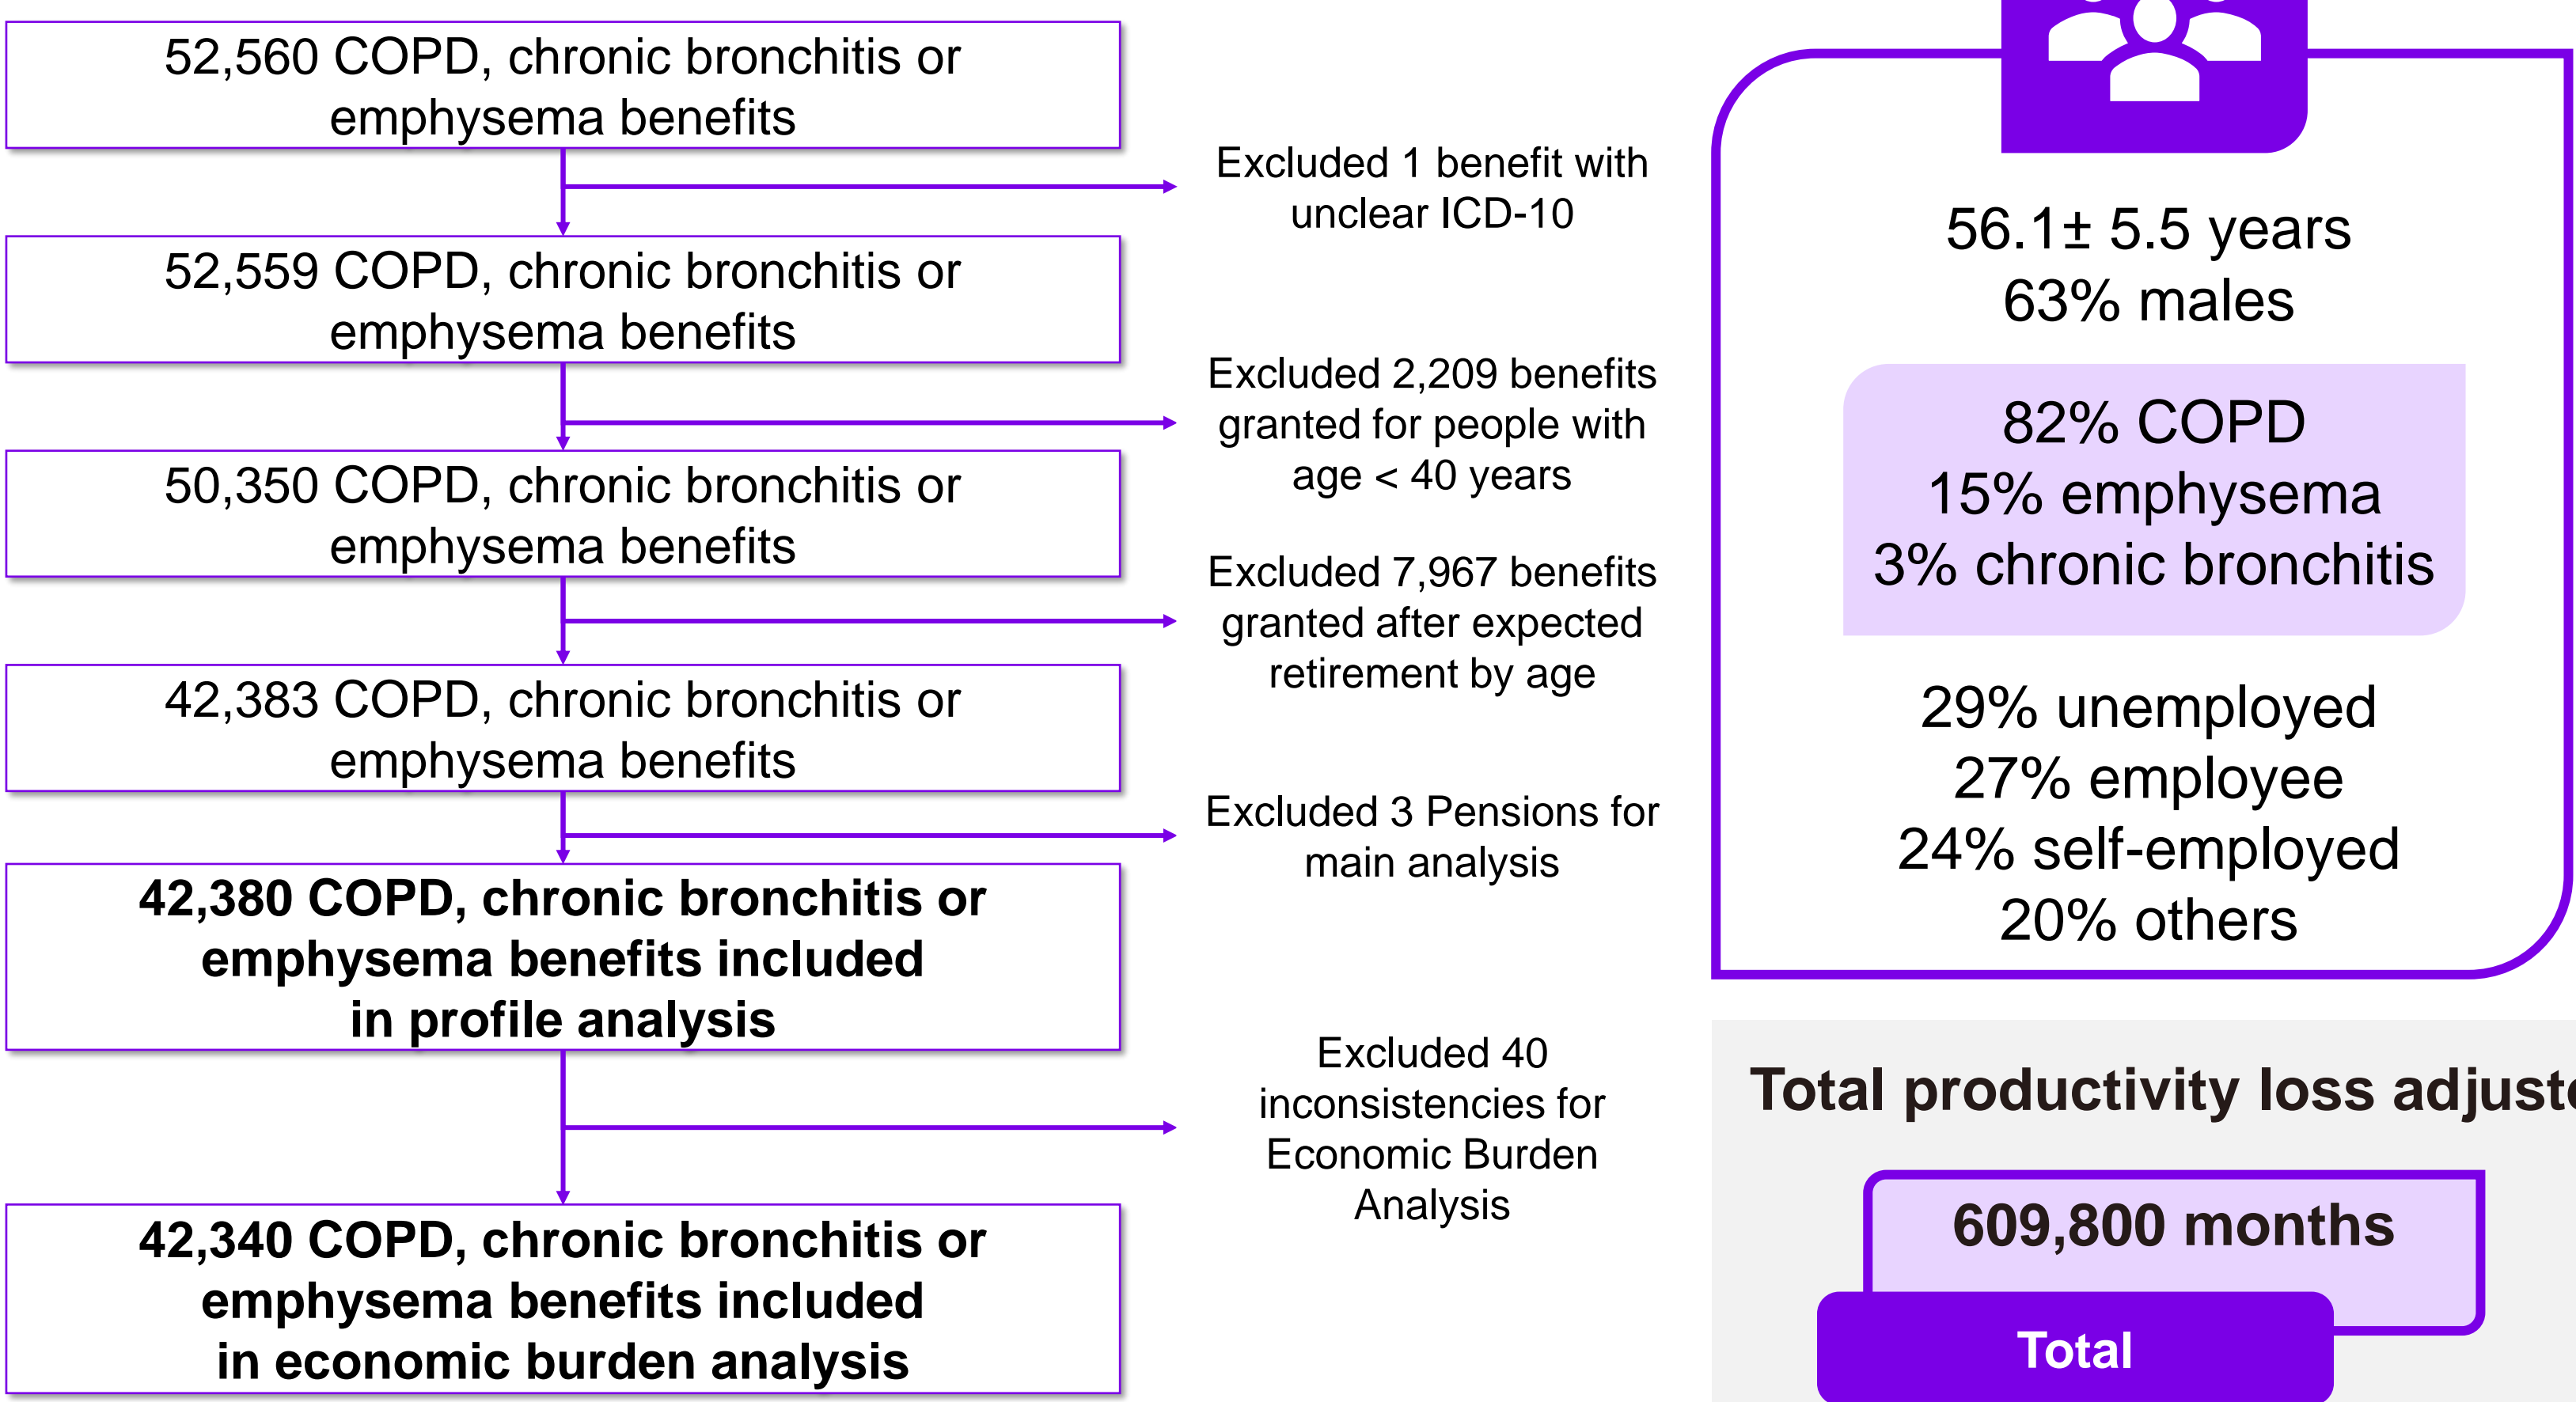 52,560 COPD, chronic bronchitis or
emphysema benefits
Excluded 1 benefit with
unclear ICD-10
52,559 COPD, chronic bronchitis or
emphysema benefits
Excluded 2,209 benefits
granted for people with
age < 40 years
50,350 COPD, chronic bronchitis or
emphysema benefits
Excluded 7,967 benefits
granted after expected
retirement by age
42,383 COPD, chronic bronchitis or
emphysema benefits
Excluded 3 Pensions for
main analysis
42,380 COPD, chronic bronchitis or
emphysema benefits included
in profile analysis
Excluded 40
inconsistencies for
Economic Burden
Analysis
42,340 COPD, chronic bronchitis or
emphysema benefits included
in economic burden analysis
56.1± 5.5 years
63% males
82% COPD
15% emphysema
3% chronic bronchitis
29% unemployed
27% employee
24% self-employed
20% others
Total productivity loss
609,800 months
Total